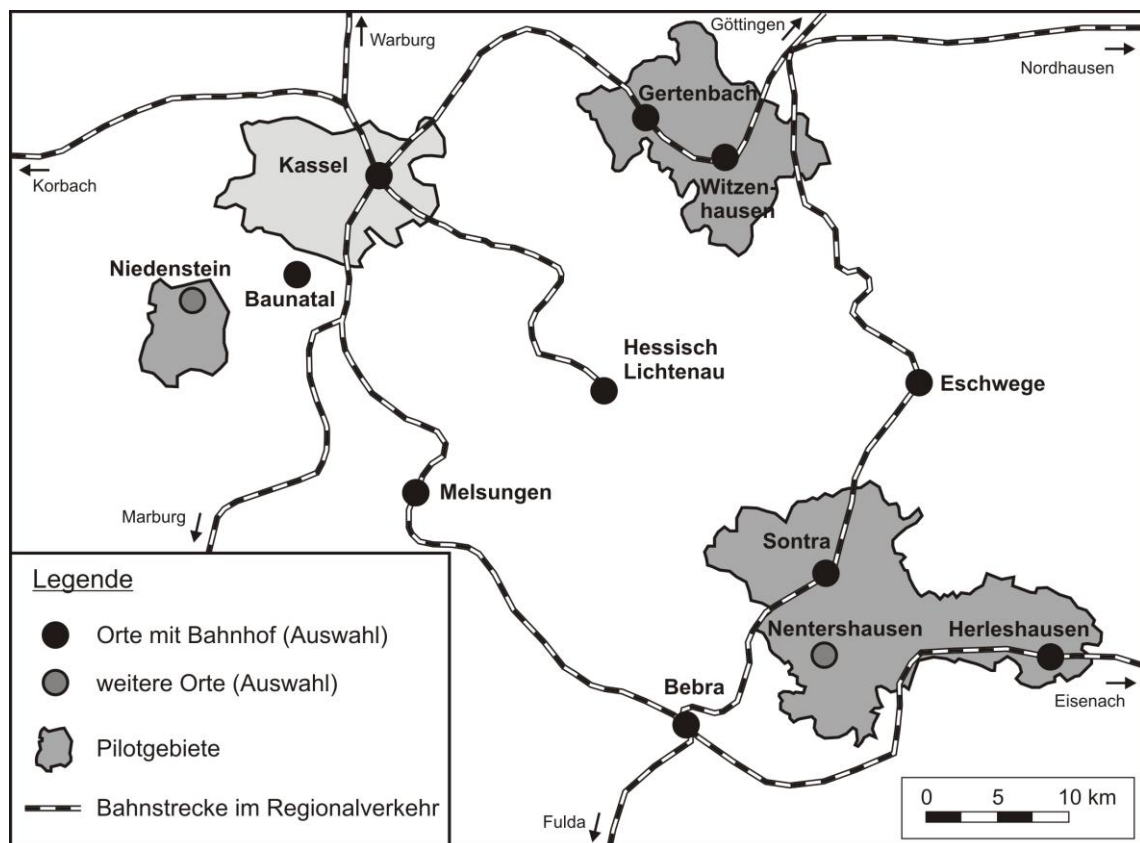 Warburg
Göttingen
Nordhausen
Gertenbach
Kassel
Korbach
Witzen-
hausen
Niedenstein
Baunatal
Hessisch
Lichtenau
Eschwege
Melsungen
Marburg
Sontra
Nentershausen
Herleshausen
Bebra
Eisenach
Fulda
Legende
Orte mit Bahnhof (Auswahl)
weitere Orte (Auswahl)
Pilotgebiete
Bahnstrecke im Regionalverkehr
0 5 10 km